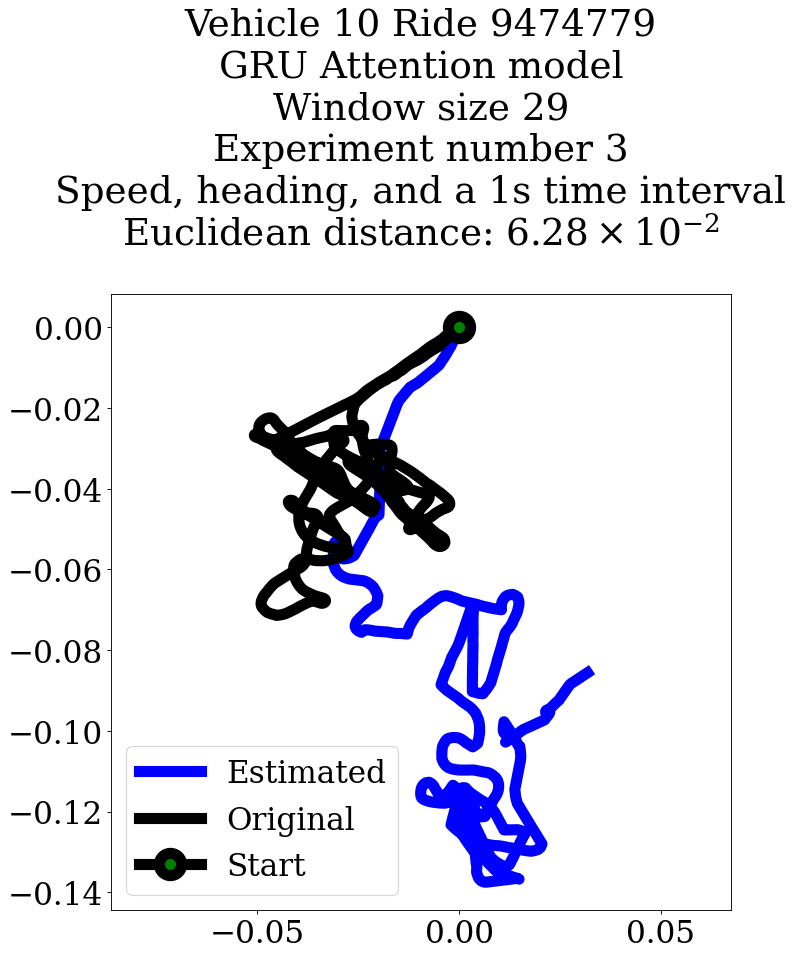 Vehicle 10 Ride 9474779
GRU Attention model
Window size 29
Experiment number 3
Speed, heading, and a 1s time interval
Euclidean distance: 6.28 × 10⁻²
0.00
−0.02
−0.04
−0.06
−0.08
−0.10
−0.12
−0.14
Estimated
Original
Start
−0.05
0.00
0.05